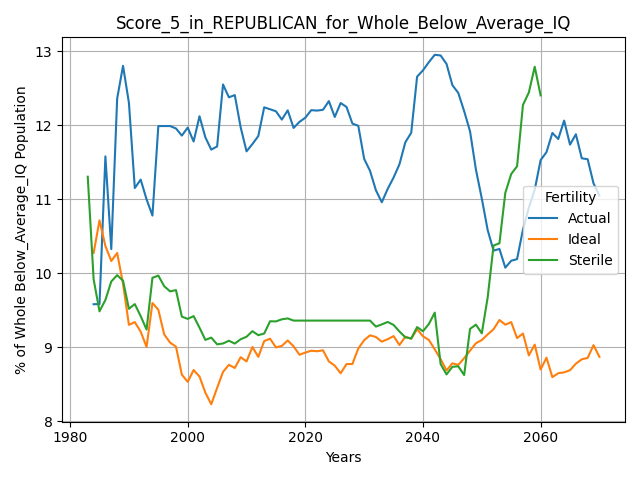 Score_5_in_REPUBLICAN_for_Whole_Below_Average_IQ
% of Whole Below_Average_IQ Population
13
12
11
10
9
8
Fertility
Actual
Ideal
Sterile
1980
2000
2020
2040
2060
Years